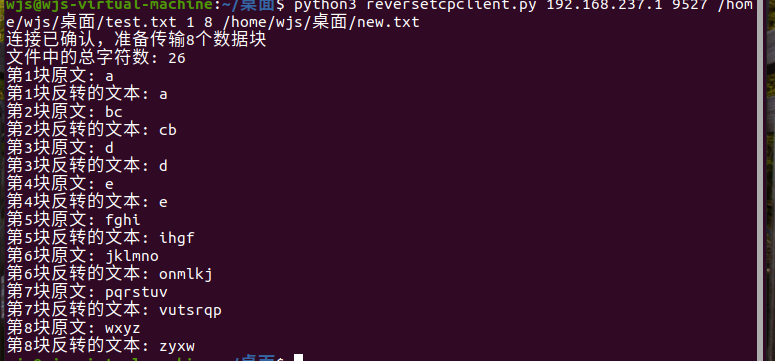 wjs@wjs-virtual-machine:~/桌面$ python3 reversetcpclient.py 192.168.237.1 9527 /hom
e/wjs/桌面/test.txt 1 8 /home/wjs/桌面/new.txt
连接已确认，准备传输8个数据块
文件中的总字符数: 26
第1块原文: a
第1块反转的文本: a
第2块原文: bc
第2块反转的文本: cb
第3块原文: d
第3块反转的文本: d
第4块原文: e
第4块反转的文本: e
第5块原文: fghi
第5块反转的文本: ihgf
第6块原文: jklmno
第6块反转的文本: onmlkj
第7块原文: pqrstuv
第7块反转的文本: vutsrqp
第8块原文: wxyz
第8块反转的文本: zyxw
wjs@wjs-virtual-machine:~/桌面$